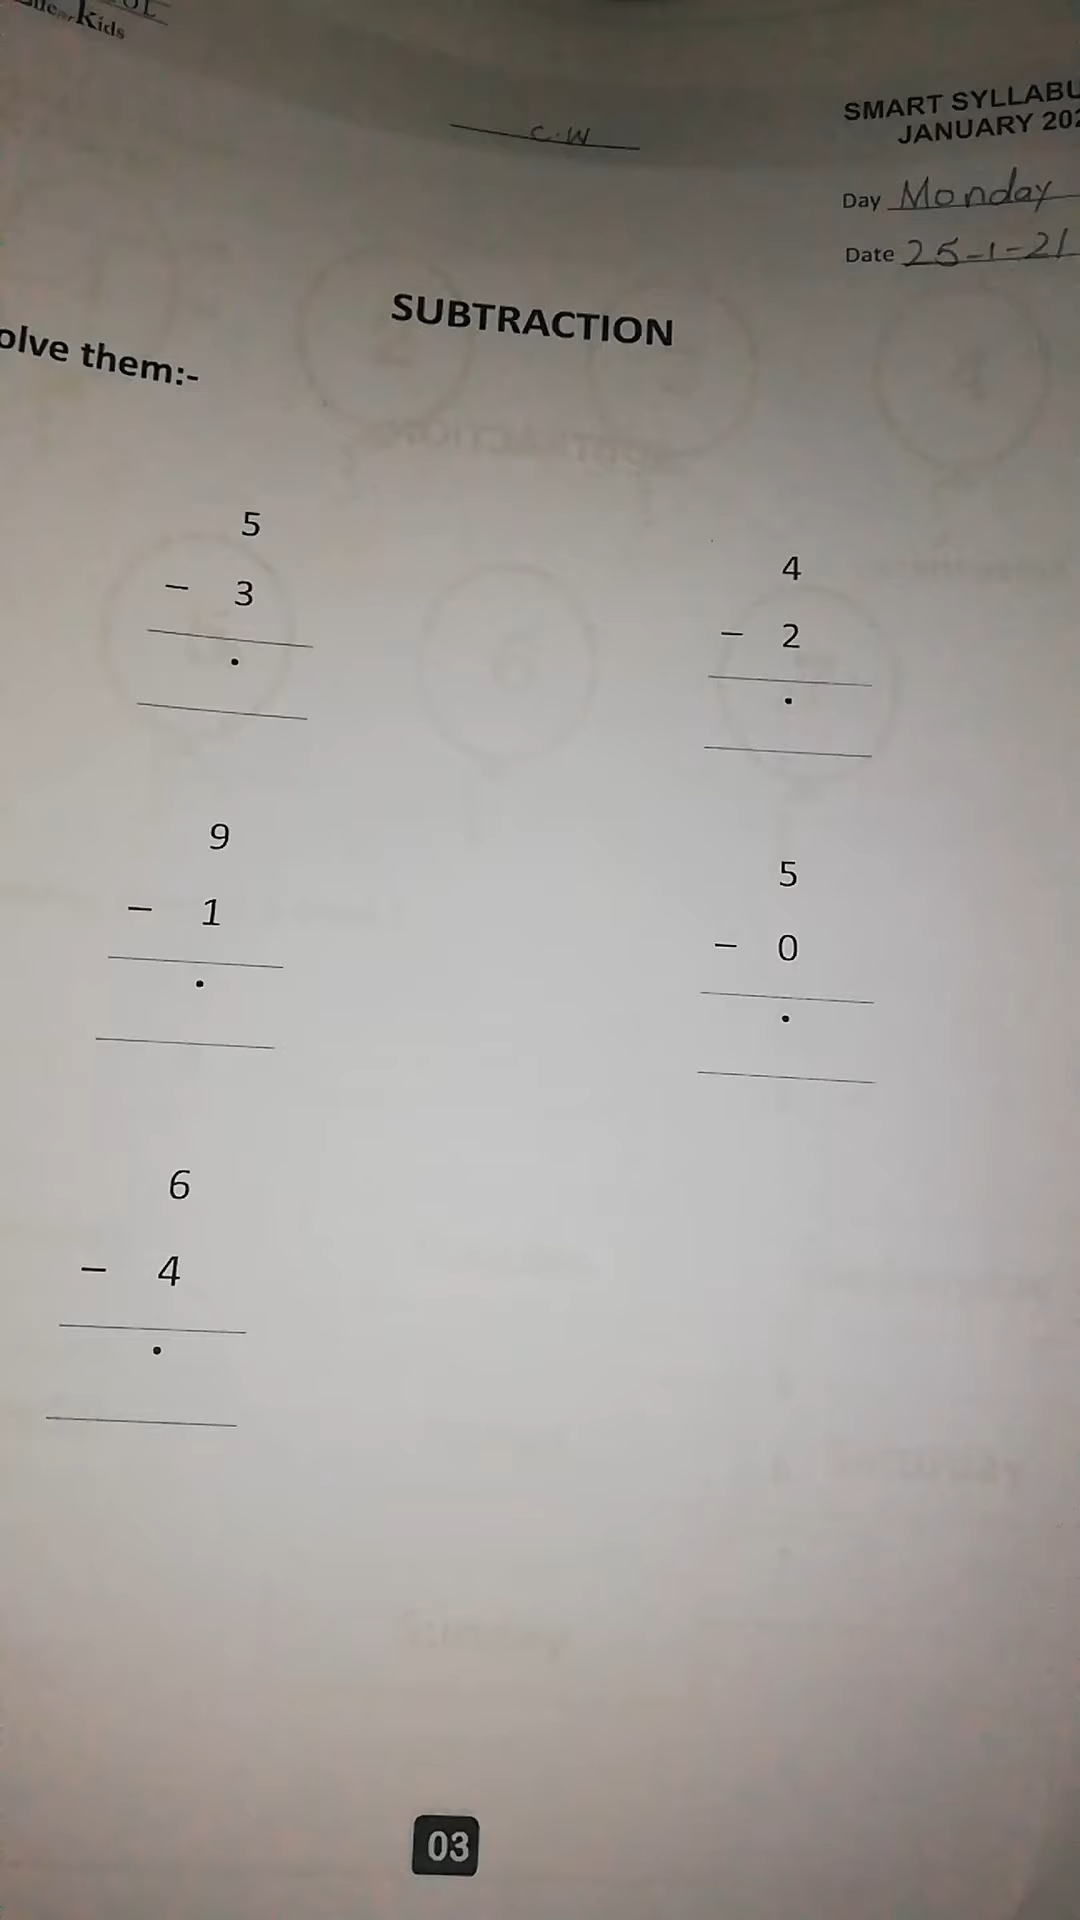 Kids
C.W
SMART SYLLABU
JANUARY 202
Day Monday
Date 25-1-21
SUBTRACTION
olve them:-
5
- 3
4
- 2
9
- 1
5
- 0
6
- 4
03